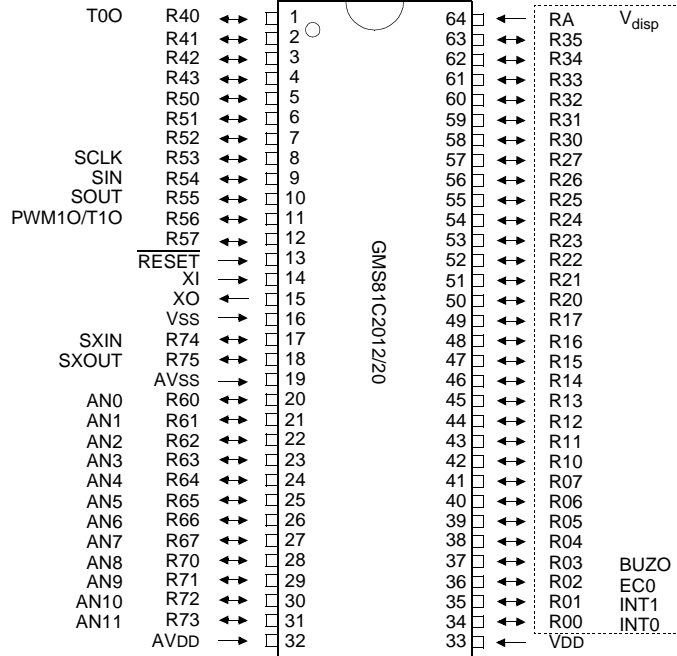 T0O R40 1 64 RA Vdisp
R41 2 63 R35
R42 3 62 R34
R43 4 61 R33
R50 5 60 R32
R51 6 59 R31
R52 7 58 R30
SCLK R53 8 57 R27
SIN R54 9 56 R26
SOUT R55 10 55 R25
PWM1O/T1O R56 11 54 R24
R57 12 53 R23
RESET 13 52 R22
XI 14 51 R21
XO 15 50 R20
VSS 16 49 R17
SXIN R74 17 48 R16
SXOUT R75 18 47 R15
AVSS 19 46 R14
AN0 R60 20 45 R13
AN1 R61 21 44 R12
AN2 R62 22 43 R11
AN3 R63 23 42 R10
AN4 R64 24 41 R07
AN5 R65 25 40 R06
AN6 R66 26 39 R05
AN7 R67 27 38 R04
AN8 R70 28 37 R03 BUZO
AN9 R71 29 36 R02 EC0
AN10 R72 30 35 R01 INT1
AN11 R73 31 34 R00 INT0
AVDD 32 33 VDD
GMS81C2012/20